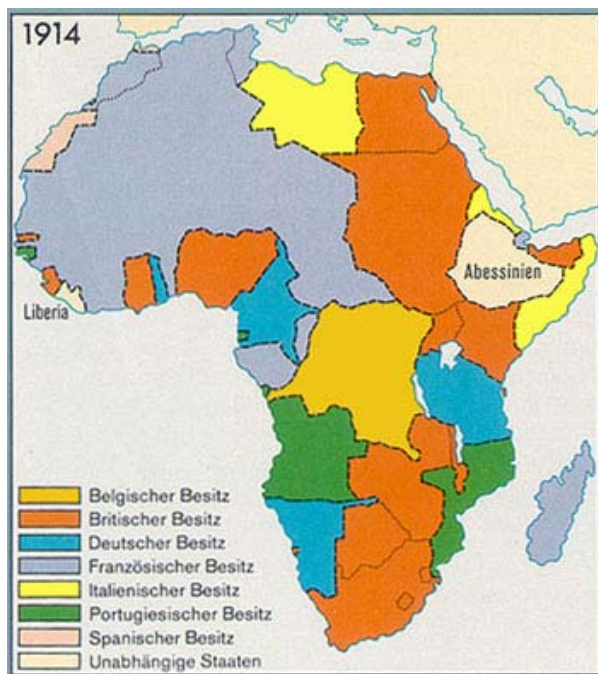 1914
Abessinien
Liberia
Belgischer Besitz
Britischer Besitz
Deutscher Besitz
Französischer Besitz
Italienischer Besitz
Portugiesischer Besitz
Spanischer Besitz
Unabhängige Staaten